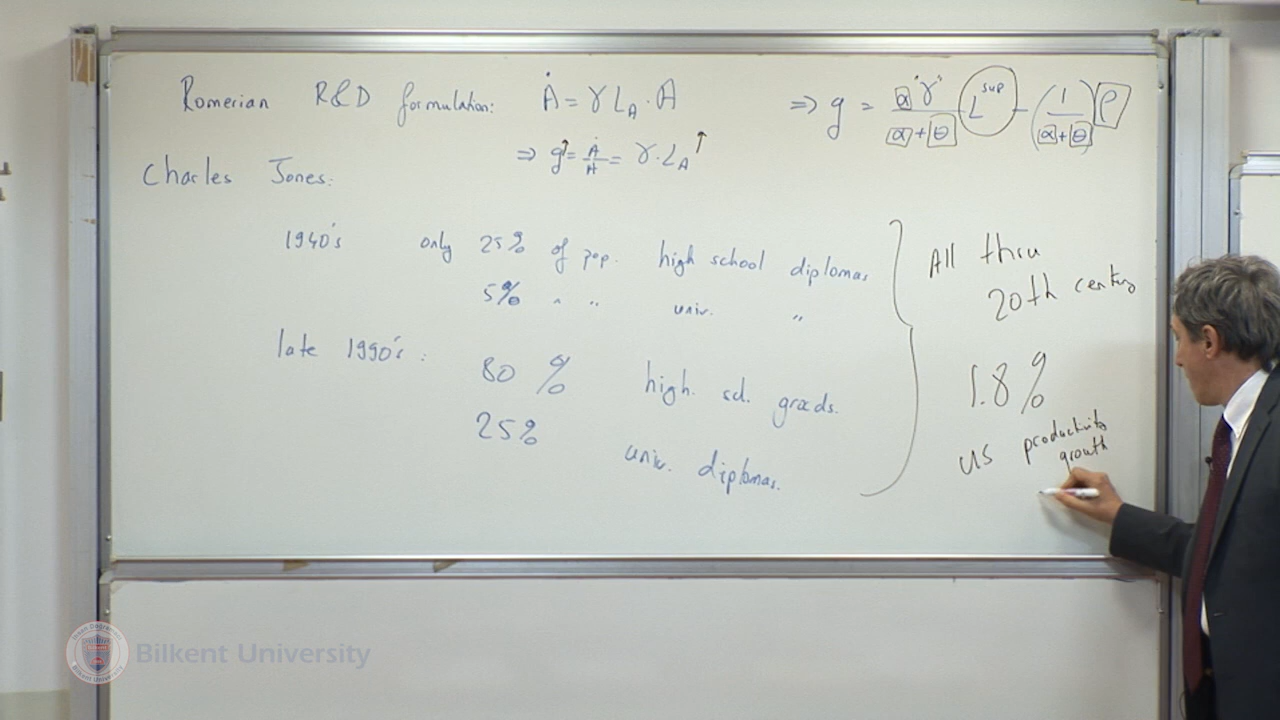 Romerian R&D formulation: Ȧ = γ L_A · A ⇒ g = α"γ"/(α+θ) L^sup − (1/(α+θ)) ρ
⇒ g↑ = Ȧ/A = γ · L_A ↑
Charles Jones:
1940's only 25% of pop. high school diplomas
5% " " univ. "
late 1990's: 80 % high. sch. grads.
25% univ. diplomas.
All thru
20th century
1.8%
US productivity
growth
Bilkent University